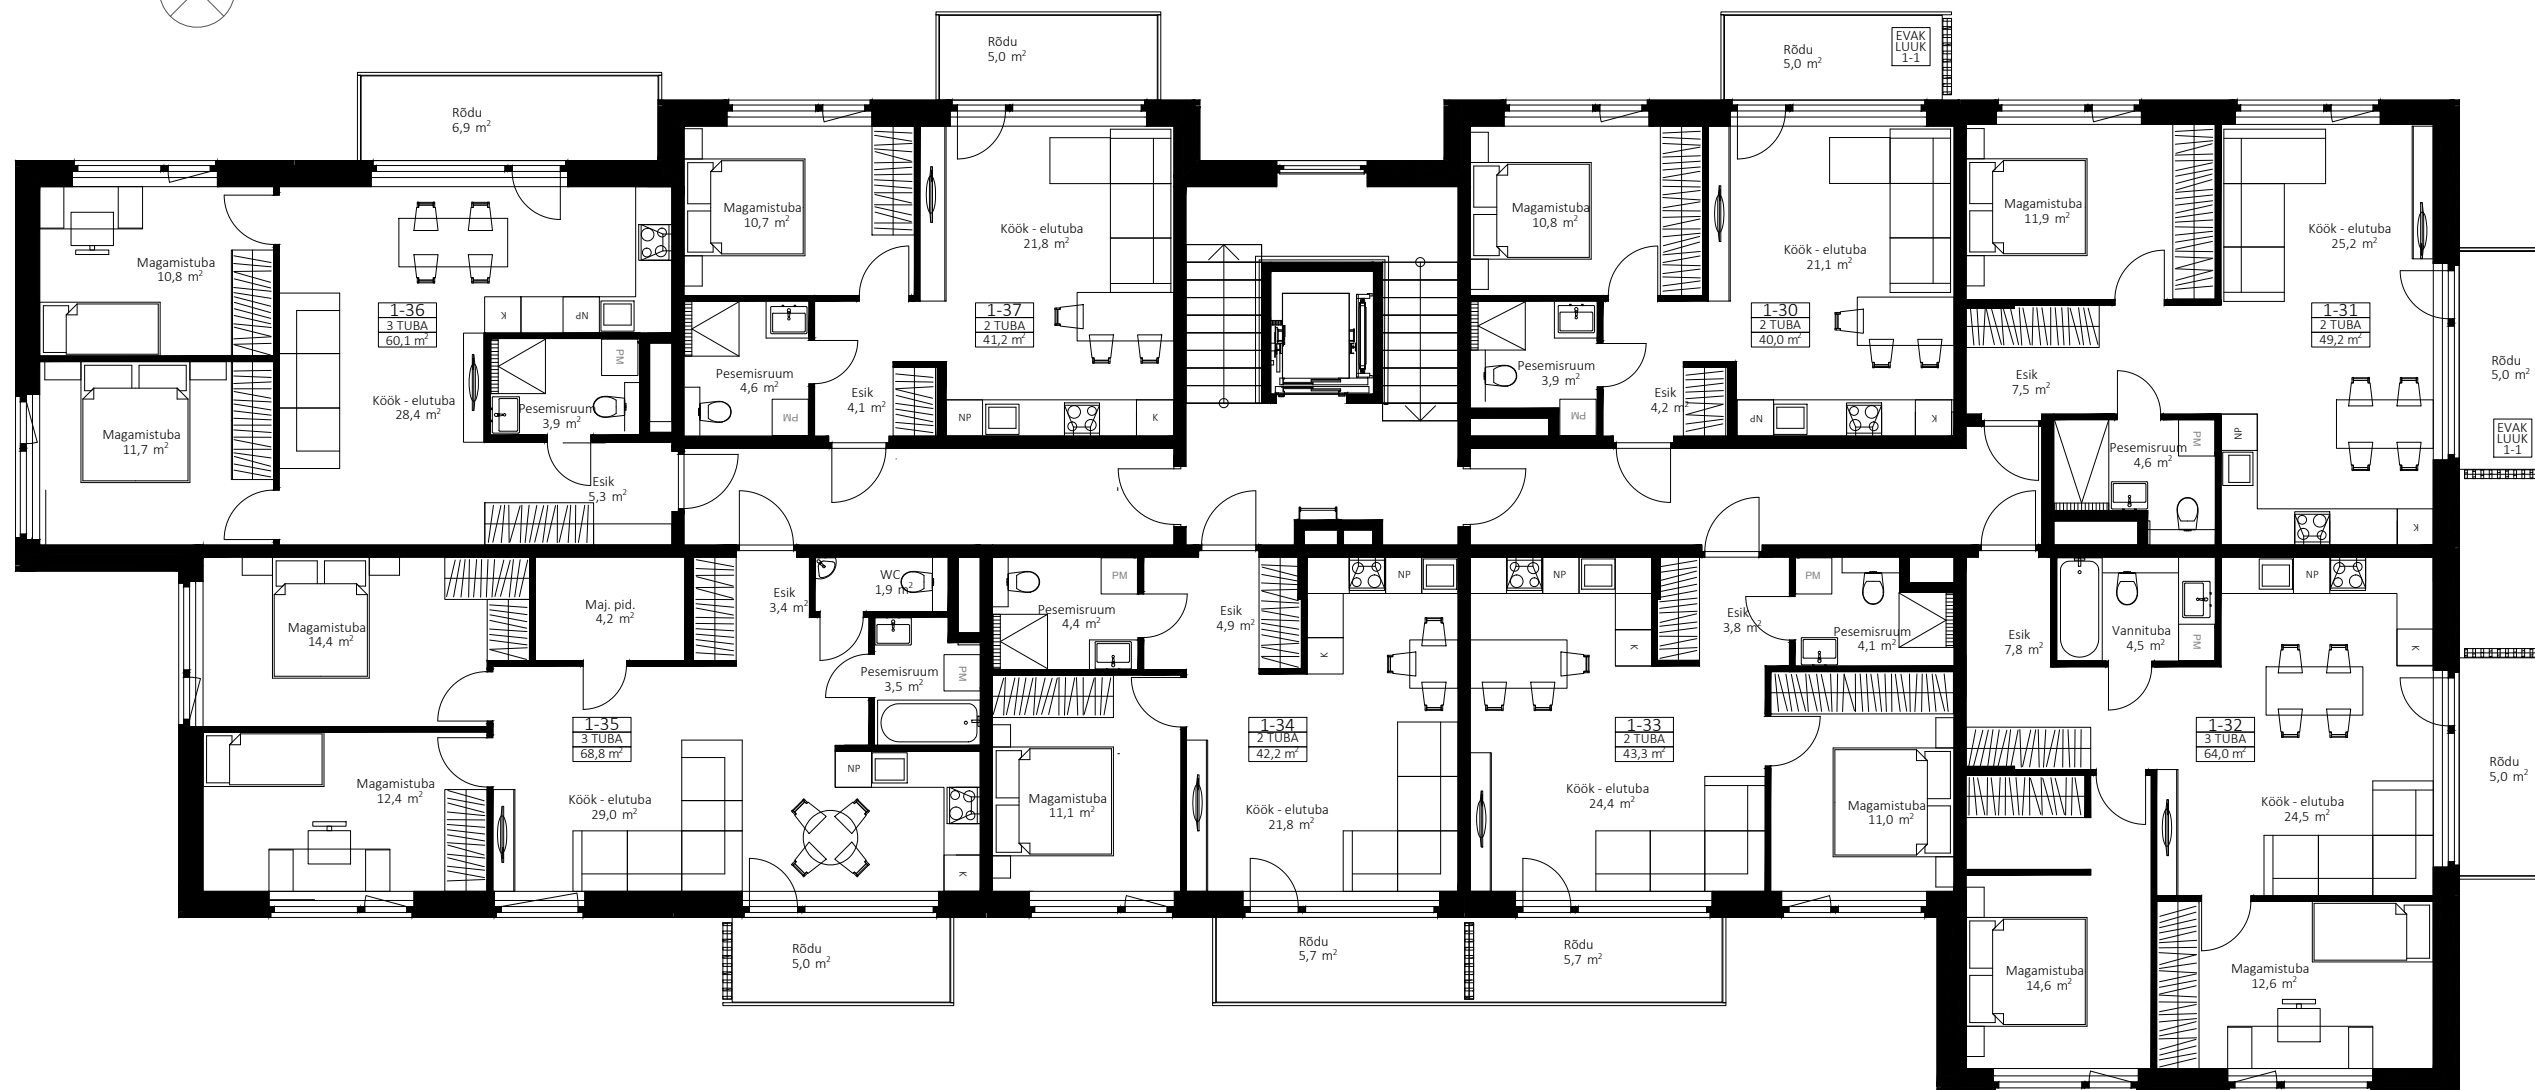 Rõdu
5,0 m²
Rõdu
5,0 m²
EVAK
LUUK
1-1
Rõdu
6,9 m²
Magamistuba
10,8 m²
1-36
3 TUBA
60,1 m²
K
NP
PM
Magamistuba
11,7 m²
Köök - elutuba
28,4 m²
Pesemisruum
3,9 m²
Esik
5,3 m²
Magamistuba
10,7 m²
Köök - elutuba
21,8 m²
1-37
2 TUBA
41,2 m²
Pesemisruum
4,6 m²
PM
Esik
4,1 m²
NP
K
Magamistuba
10,8 m²
Köök - elutuba
21,1 m²
1-30
2 TUBA
40,0 m²
Pesemisruum
3,9 m²
PM
Esik
4,2 m²
NP
K
Magamistuba
11,9 m²
Köök - elutuba
25,2 m²
1-31
2 TUBA
49,2 m²
Esik
7,5 m²
Pesemisruum
4,6 m²
PM
NP
K
Rõdu
5,0 m²
EVAK
LUUK
1-1
Magamistuba
14,4 m²
Maj. pid.
4,2 m²
Esik
3,4 m²
WC
1,9 m²
Pesemisruum
3,5 m²
PM
1-35
3 TUBA
68,8 m²
Magamistuba
12,4 m²
Köök - elutuba
29,0 m²
NP
K
Rõdu
5,0 m²
PM
Pesemisruum
4,4 m²
Esik
4,9 m²
NP
K
1-34
2 TUBA
42,2 m²
Magamistuba
11,1 m²
Köök - elutuba
21,8 m²
Rõdu
5,7 m²
NP
K
Esik
3,8 m²
PM
Pesemisruum
4,1 m²
1-33
2 TUBA
43,3 m²
Köök - elutuba
24,4 m²
Magamistuba
11,0 m²
Rõdu
5,7 m²
Esik
7,8 m²
Vannituba
4,5 m²
PM
NP
K
1-32
3 TUBA
64,0 m²
Köök - elutuba
24,5 m²
Rõdu
5,0 m²
Magamistuba
14,6 m²
Magamistuba
12,6 m²